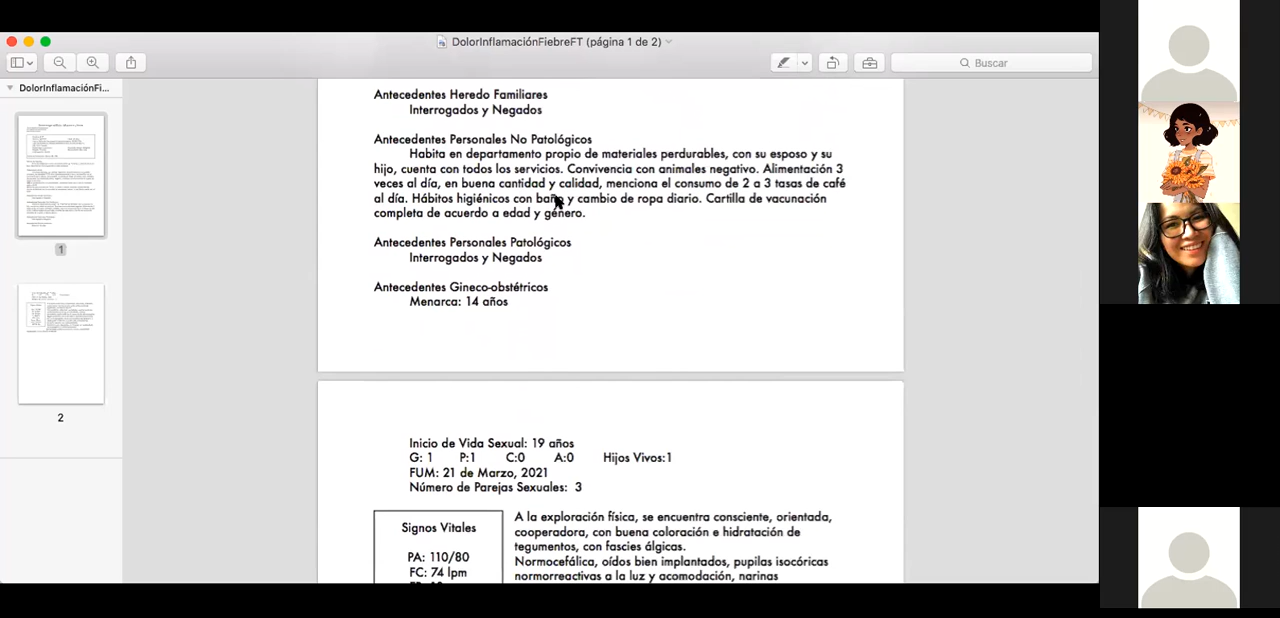 DolorInflamaciónFiebreFT (página 1 de 2)
Buscar
DolorInflamaciónFi...
1
2
Antecedentes Heredo Familiares
Interrogados y Negados
Antecedentes Personales No Patológicos
Habita en departamento propio de materiales perdurables, con su esposo y su
hijo, cuenta con todos los servicios. Convivencia con animales negativo. Alimentación 3
veces al día, en buena cantidad y calidad, menciona el consumo de 2 a 3 tasas de café
al día. Hábitos higiénicos con baño y cambio de ropa diario. Cartilla de vacunación
completa de acuerdo a edad y género.
Antecedentes Personales Patológicos
Interrogados y Negados
Antecedentes Gineco-obstétricos
Menarca: 14 años
Inicio de Vida Sexual: 19 años
G: 1 P:1 C:0 A:0 Hijos Vivos:1
FUM: 21 de Marzo, 2021
Número de Parejas Sexuales: 3
Signos Vitales
PA: 110/80
FC: 74 lpm
A la exploración física, se encuentra consciente, orientada,
cooperadora, con buena coloración e hidratación de
tegumentos, con fascies álgicas.
Normocefálica, oídos bien implantados, pupilas isocóricas
normorreactivas a la luz y acomodación, narinas